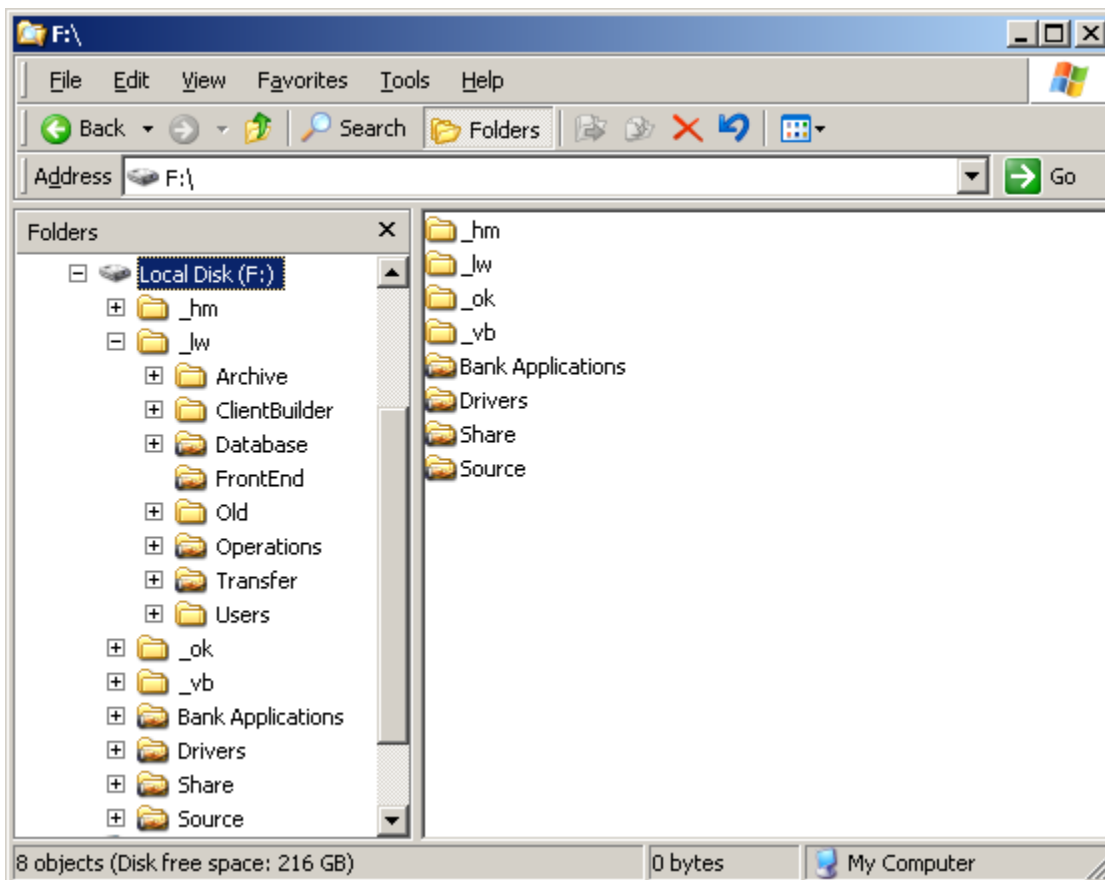 F:\
File Edit View Favorites Tools Help
Back Search Folders
Address F:\ Go
Folders
Local Disk (F:)
_hm
_lw
Archive
ClientBuilder
Database
FrontEnd
Old
Operations
Transfer
Users
_ok
_vb
Bank Applications
Drivers
Share
Source
_hm
_lw
_ok
_vb
Bank Applications
Drivers
Share
Source
8 objects (Disk free space: 216 GB) 0 bytes My Computer